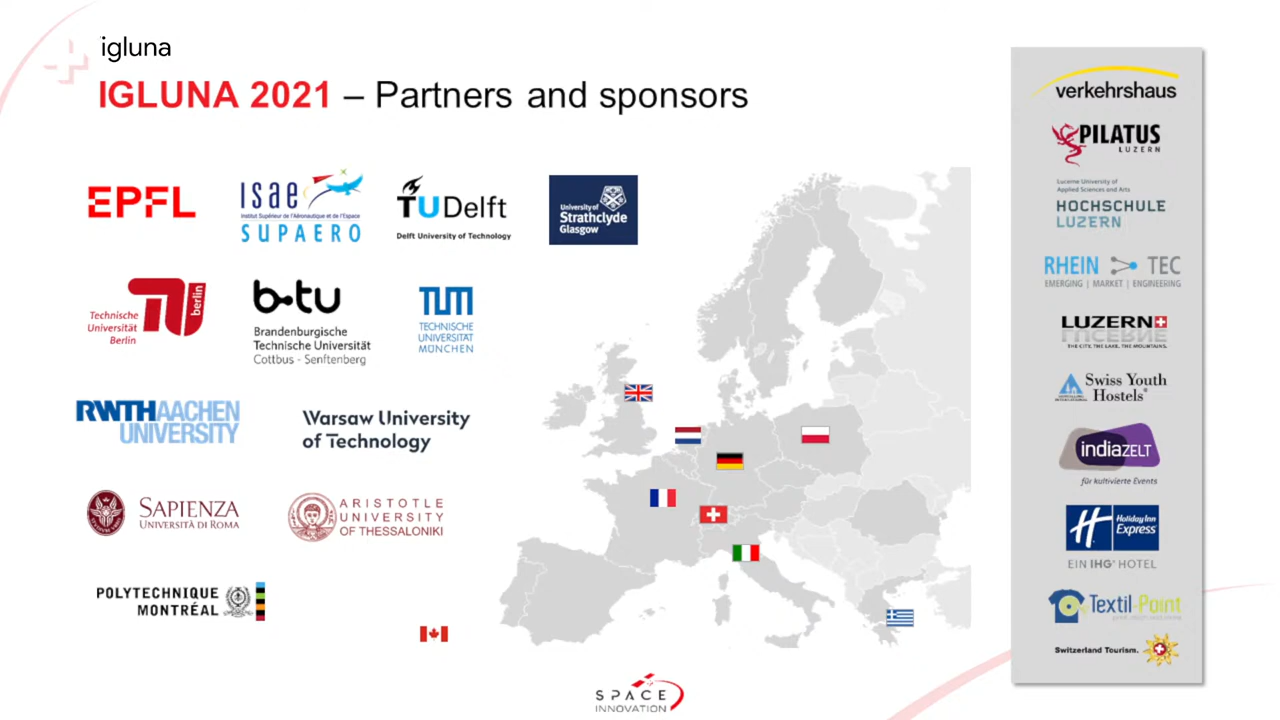 igluna
IGLUNA 2021 – Partners and sponsors
EPFL
isae
Institut Supérieur de l'Aéronautique et de l'Espace
SUPAERO
TUDelft
Delft University of Technology
University of
Strathclyde
Glasgow
Technische
Universität
Berlin
berlin
b-tu
Brandenburgische
Technische Universität
Cottbus - Senftenberg
TUM
TECHNISCHE
UNIVERSITÄT
MÜNCHEN
RWTHAACHEN
UNIVERSITY
Warsaw University
of Technology
SAPIENZA
UNIVERSITÀ DI ROMA
ARISTOTLE
UNIVERSITY
OF THESSALONIKI
POLYTECHNIQUE
MONTRÉAL
SPACE
INNOVATION
verkehrshaus
PILATUS
LUZERN
Lucerne University of
Applied Sciences and Arts
HOCHSCHULE
LUZERN
RHEIN TEC
EMERGING | MARKET | ENGINEERING
LUZERN
LUCERNE
THE CITY. THE LAKE. THE MOUNTAINS.
Swiss Youth
Hostels
indiaZELT
für kultivierte Events
H
Holiday Inn
Express
EIN IHG® HOTEL
Textil-Point
Switzerland Tourism.